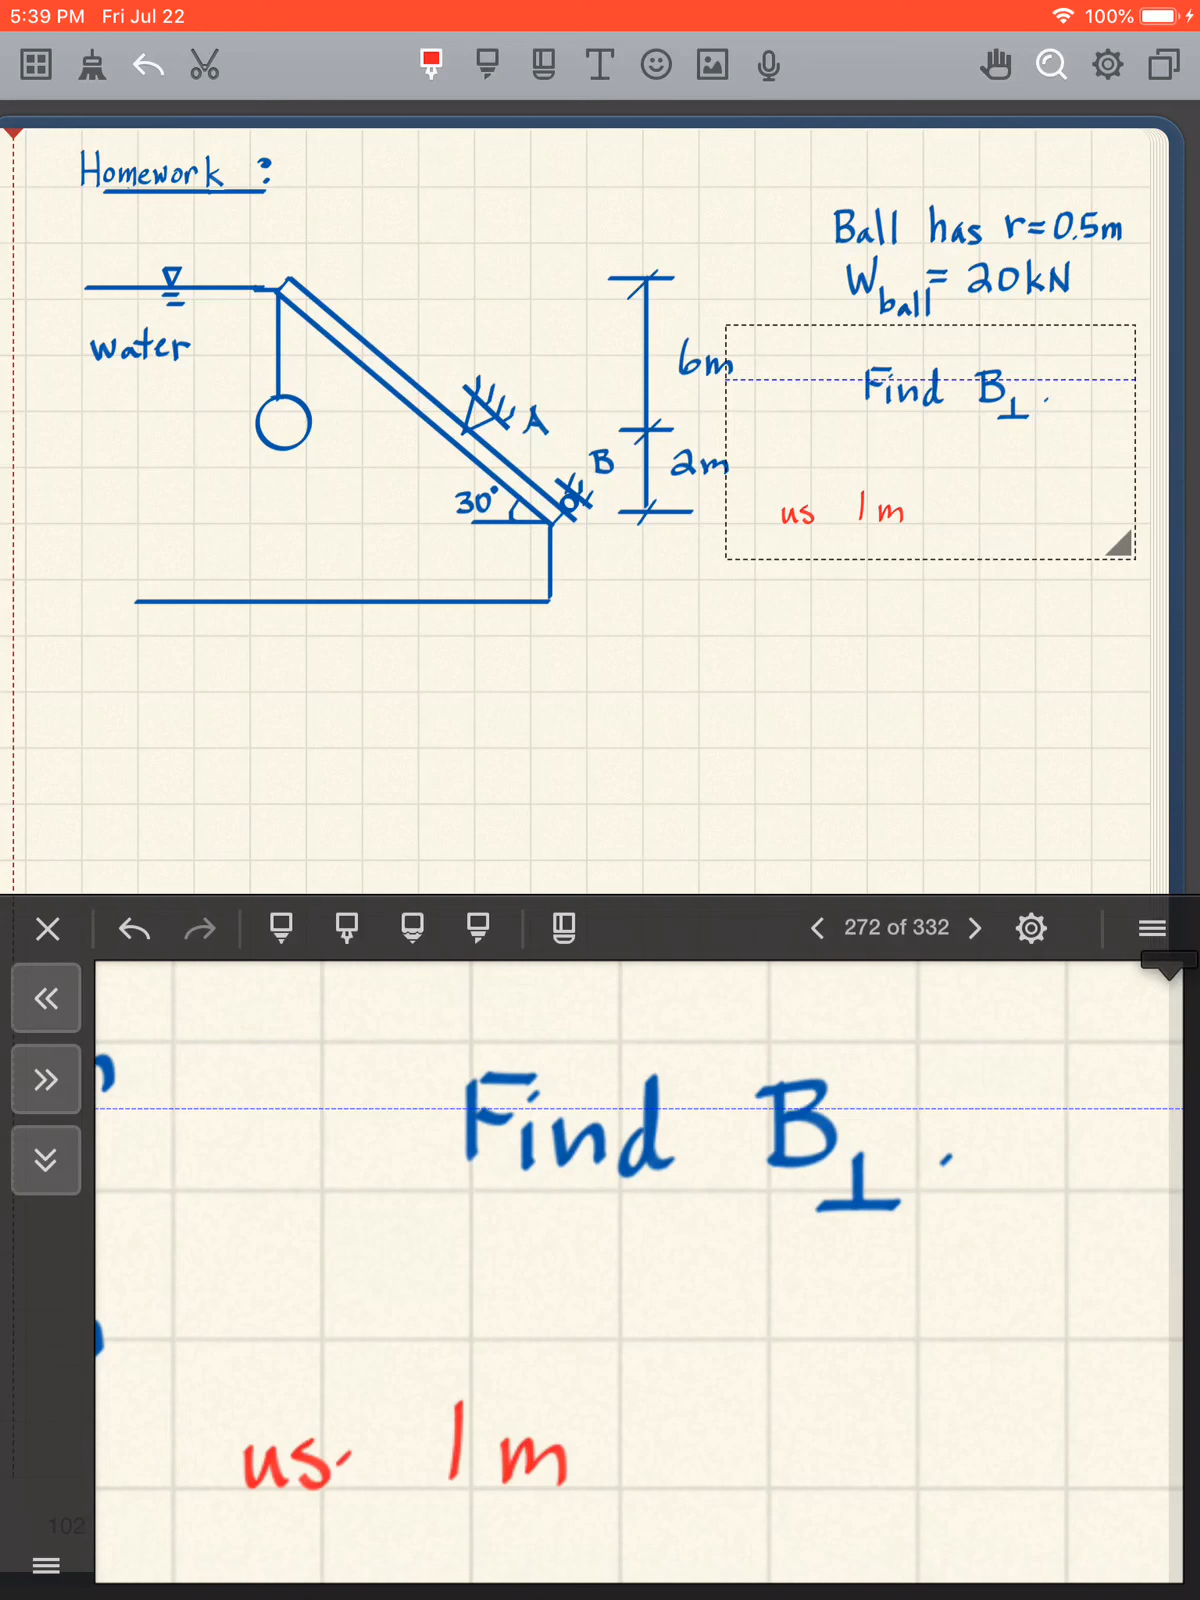 5:39 PM Fri Jul 22 100%
Homework ?
Ball has r=0.5m
W ball = 20kN
water
6m
Find B⊥.
A
B
2m
30°
us 1m
272 of 332
Find B⊥.
us. 1m
102